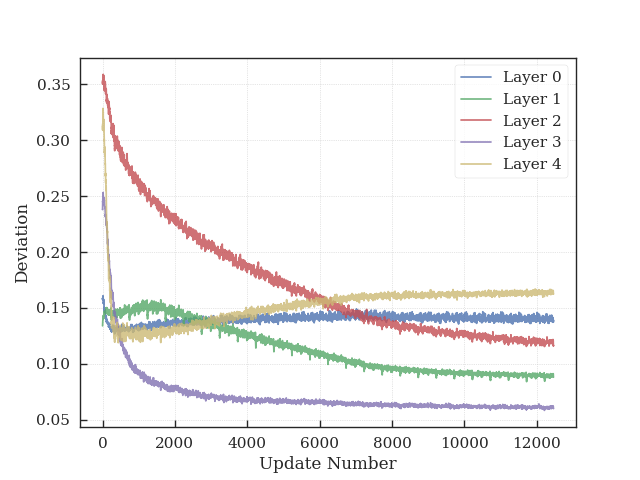 Layer 0
Layer 1
Layer 2
Layer 3
Layer 4
0.35
0.30
0.25
0.20
0.15
0.10
0.05
Deviation
0 2000 4000 6000 8000 10000 12000
Update Number